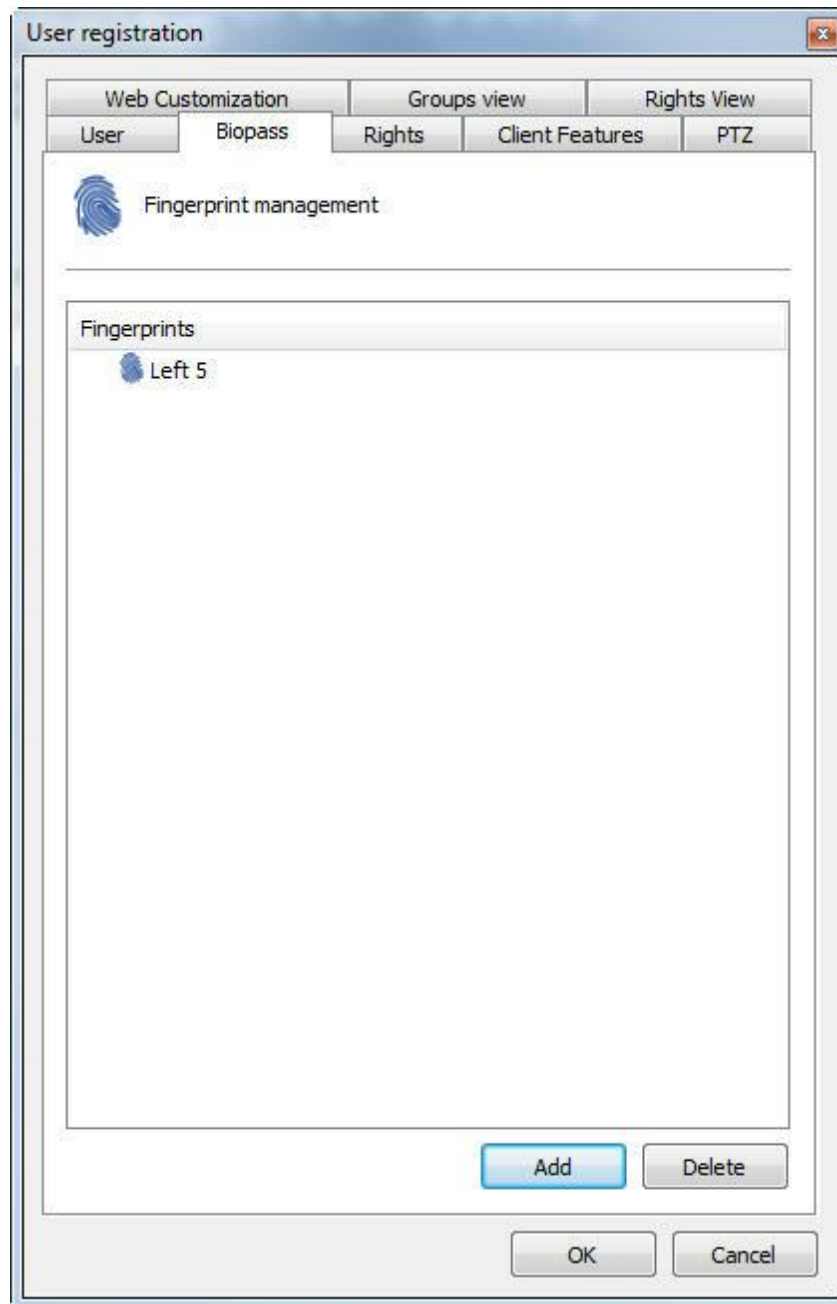 User registration
Web Customization Groups view Rights View
User Biopass Rights Client Features PTZ
Fingerprint management
Fingerprints
Left 5
Add Delete
OK Cancel